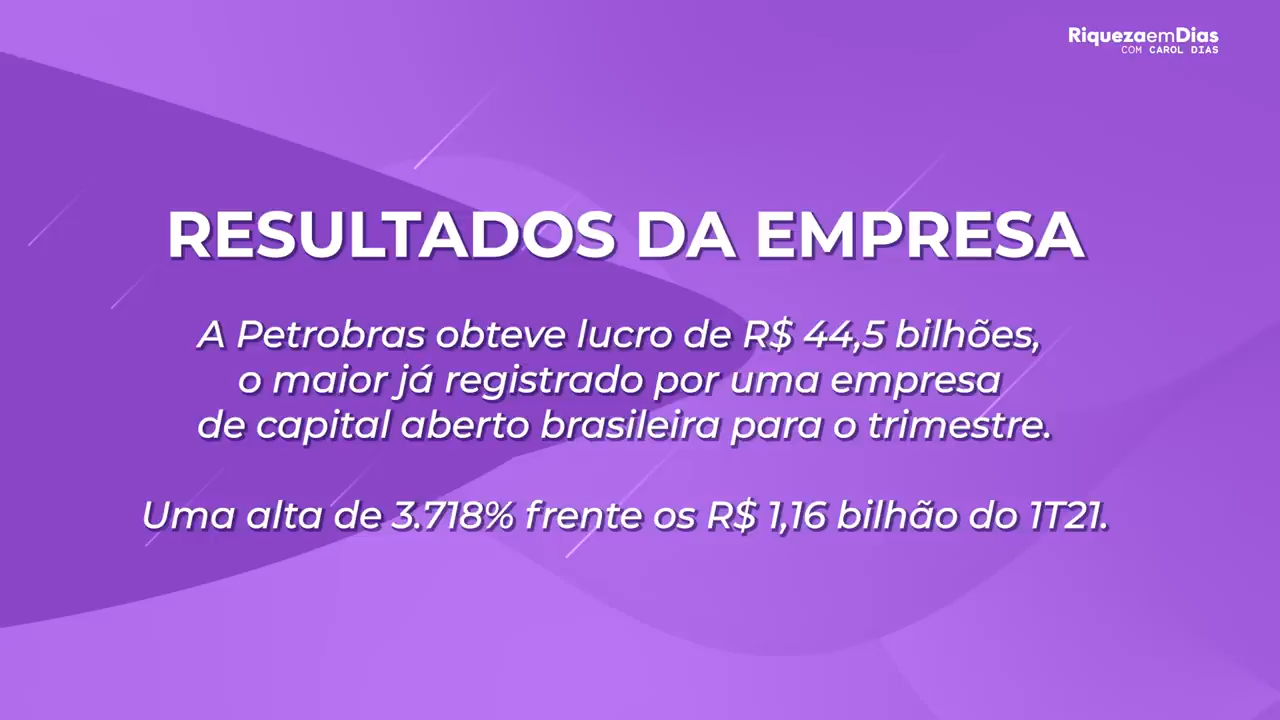 RiquezaemDias
COM CAROL DIAS
RESULTADOS DA EMPRESA
A Petrobras obteve lucro de R$ 44,5 bilhões,
o maior já registrado por uma empresa
de capital aberto brasileira para o trimestre.
Uma alta de 3.718% frente os R$ 1,16 bilhão do 1T21.